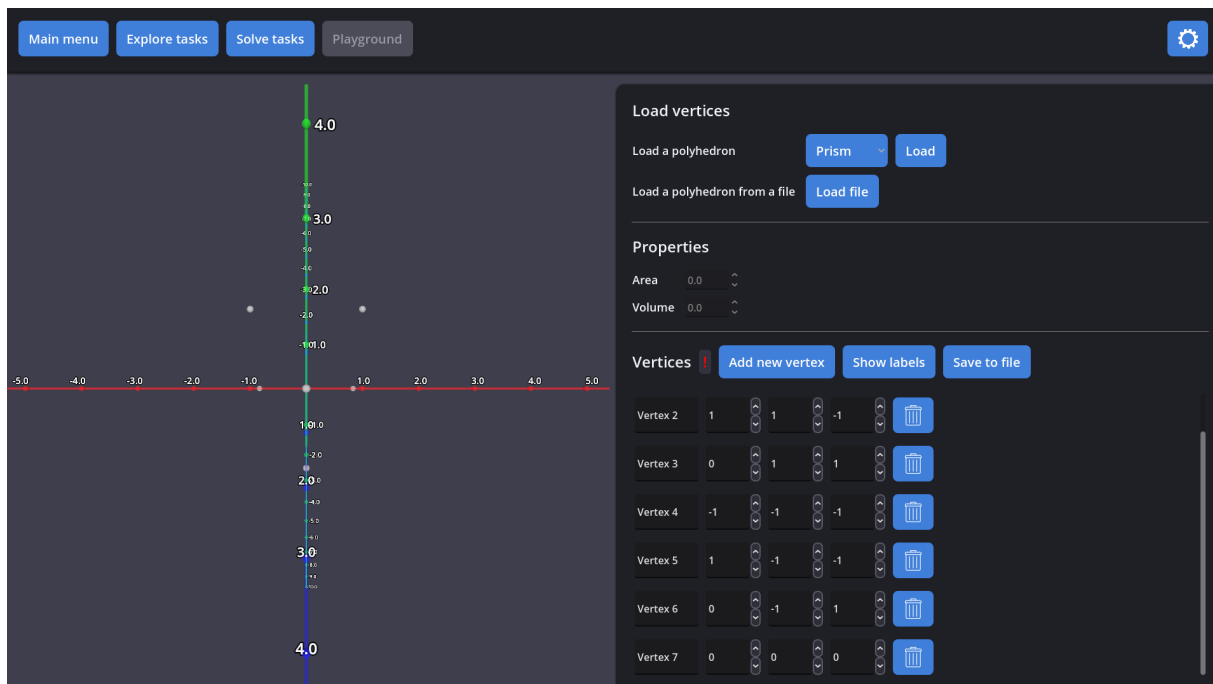 Main menu Explore tasks Solve tasks Playground
Load vertices
Load a polyhedron Prism Load
Load a polyhedron from a file Load file
Properties
Area 0.0
Volume 0.0
Vertices ! Add new vertex Show labels Save to file
Vertex 2 1 1 -1
Vertex 3 0 1 1
Vertex 4 -1 -1 -1
Vertex 5 1 -1 -1
Vertex 6 0 -1 1
Vertex 7 0 0 0
4.0
3.0
2.0
1.0
-5.0 -4.0 -3.0 -2.0 -1.0 1.0 2.0 3.0 4.0 5.0
-2.0
2.0
3.0
4.0